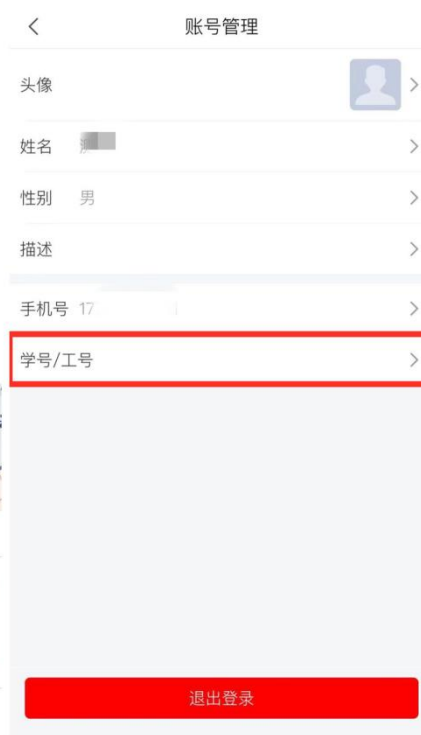 账号管理
头像
姓名
性别 男
描述
手机号 17
学号/工号
退出登录